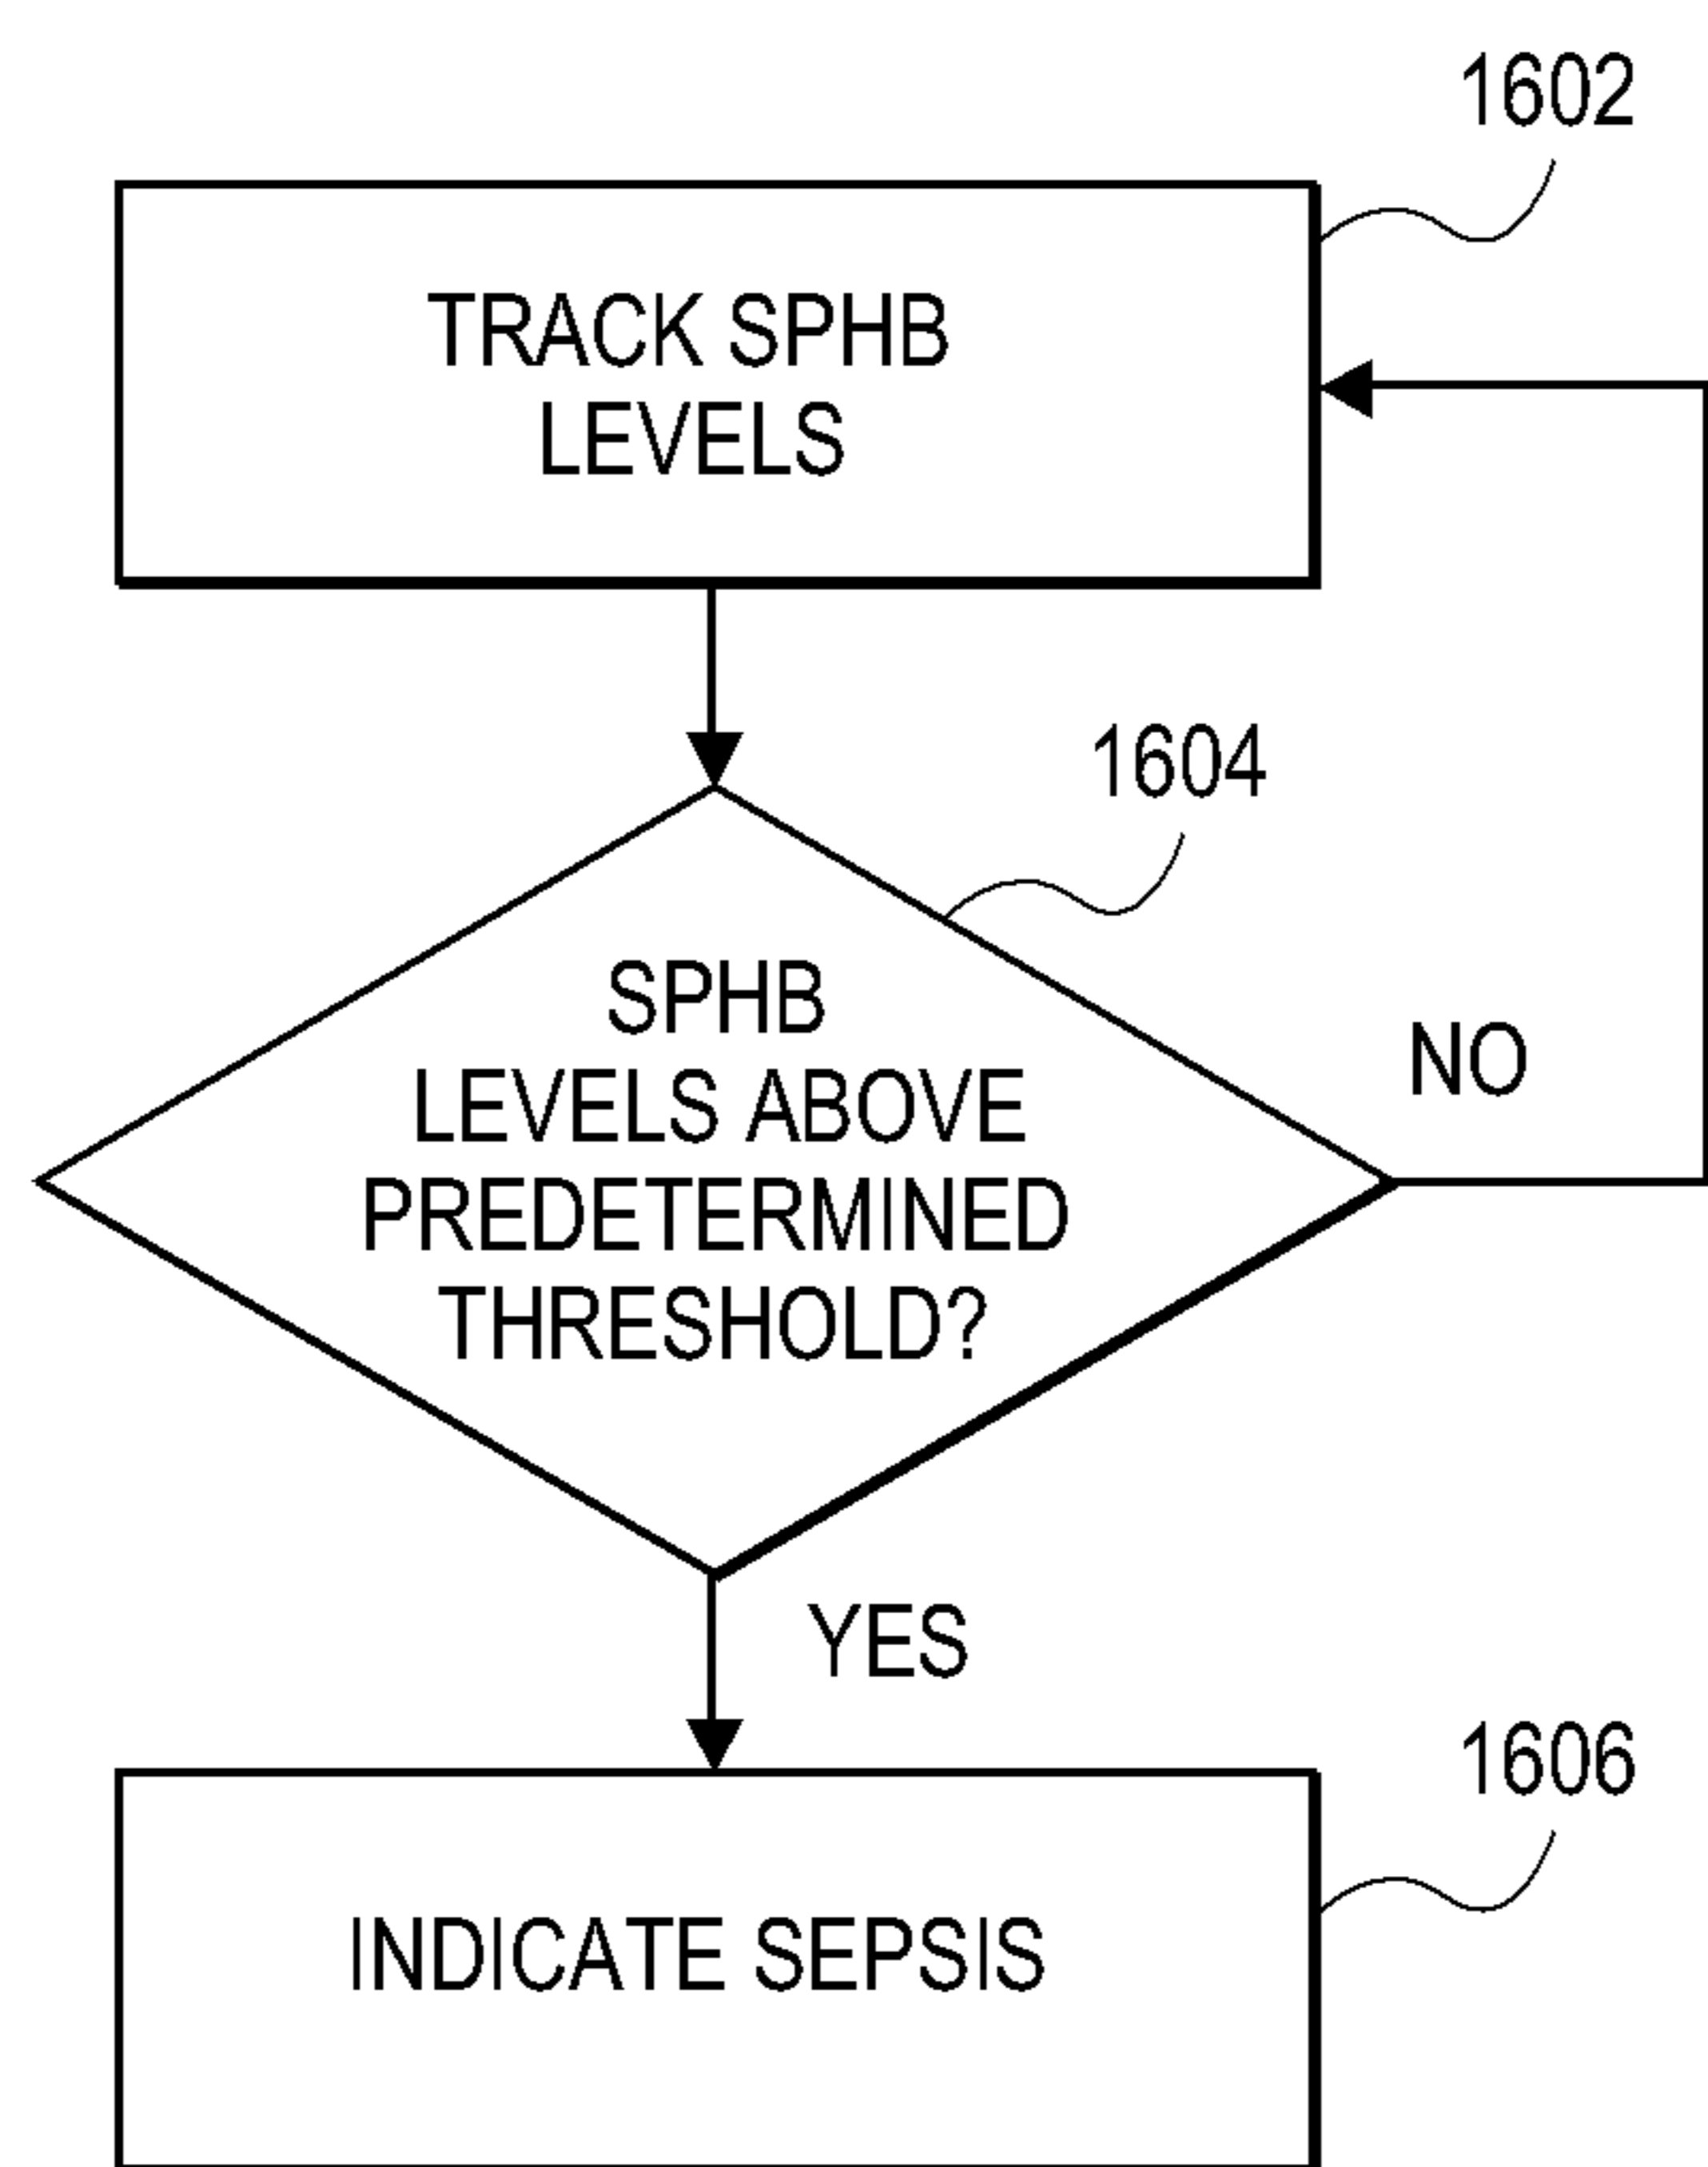 1602
TRACK SPHB
LEVELS
1604
SPHB
LEVELS ABOVE
PREDETERMINED
THRESHOLD?
NO
YES
1606
INDICATE SEPSIS